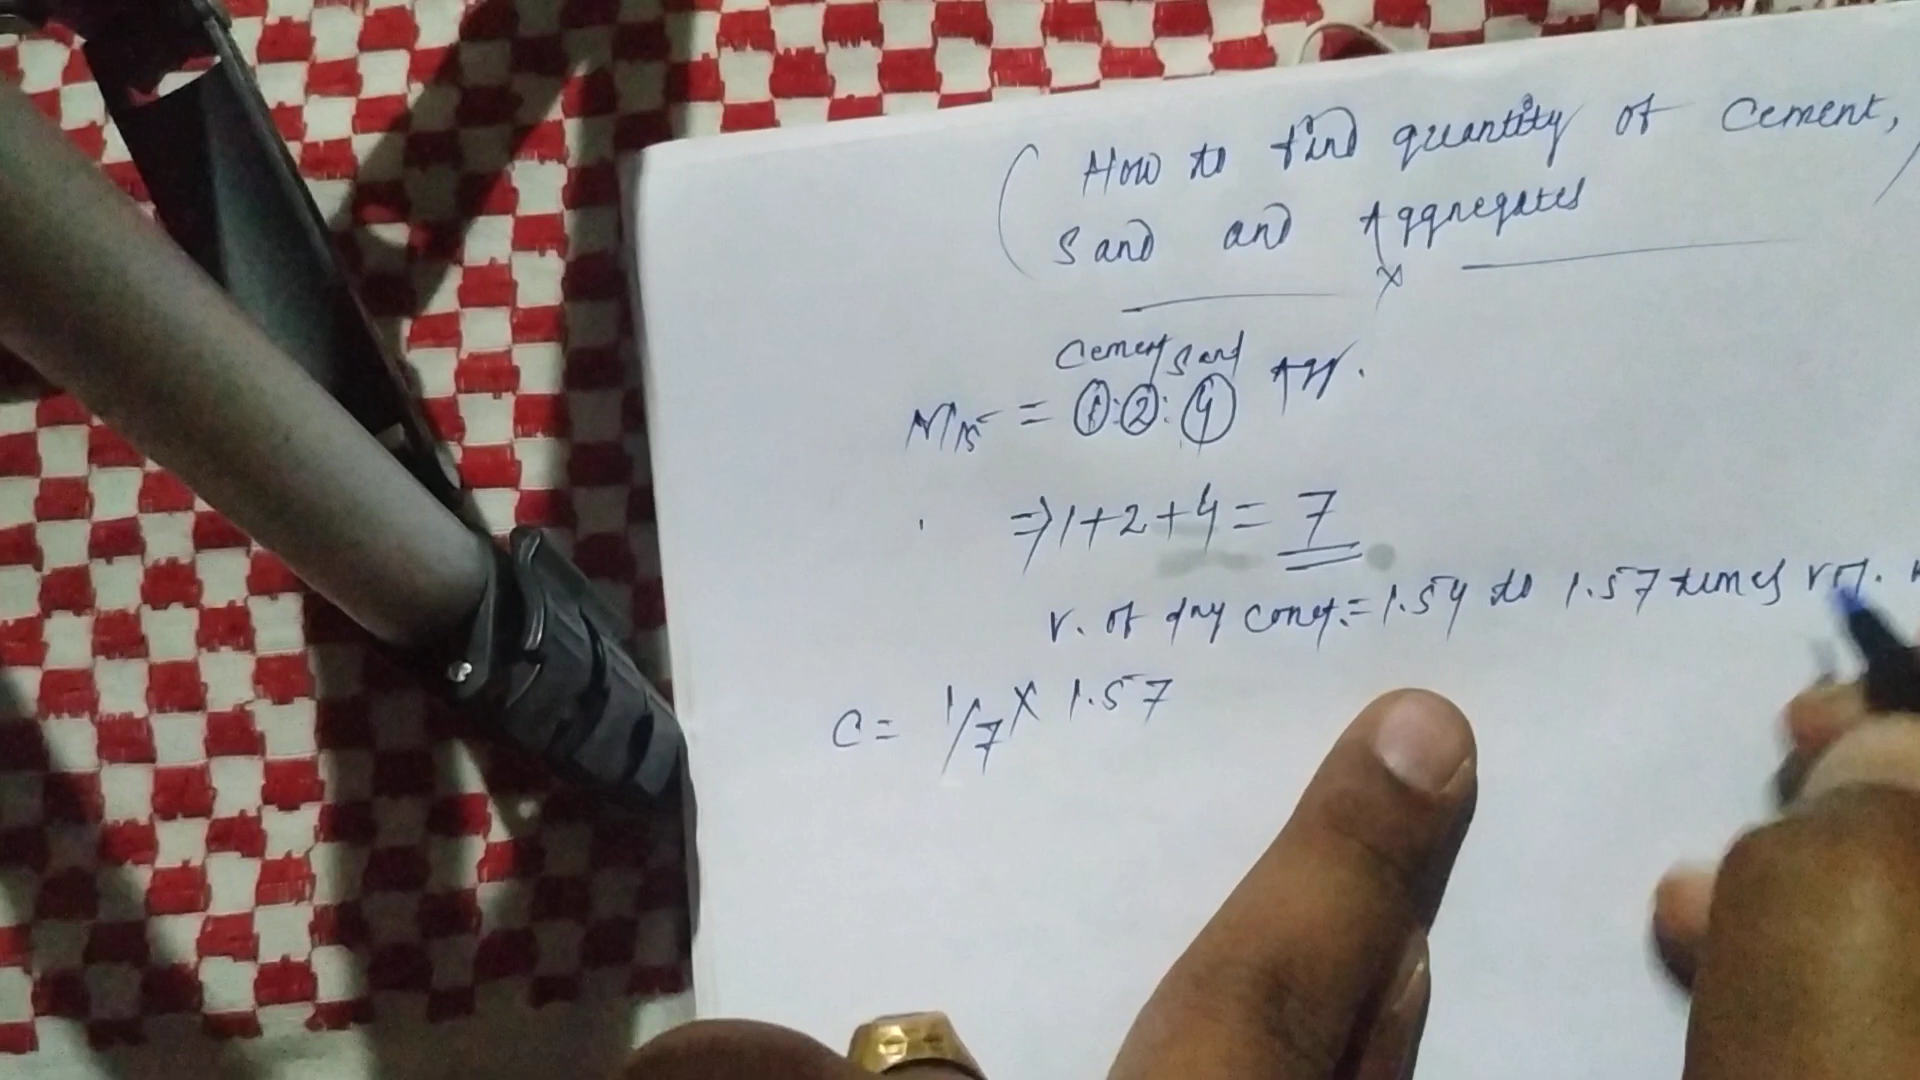 (How to find quantity of Cement,
Sand and Aggregates)
Cement Sand Agg.
M15 = 1:2:4
=> 1+2+4 = 7
V. of dry conc. = 1.54 to 1.57 times
C = 1/7 X 1.57